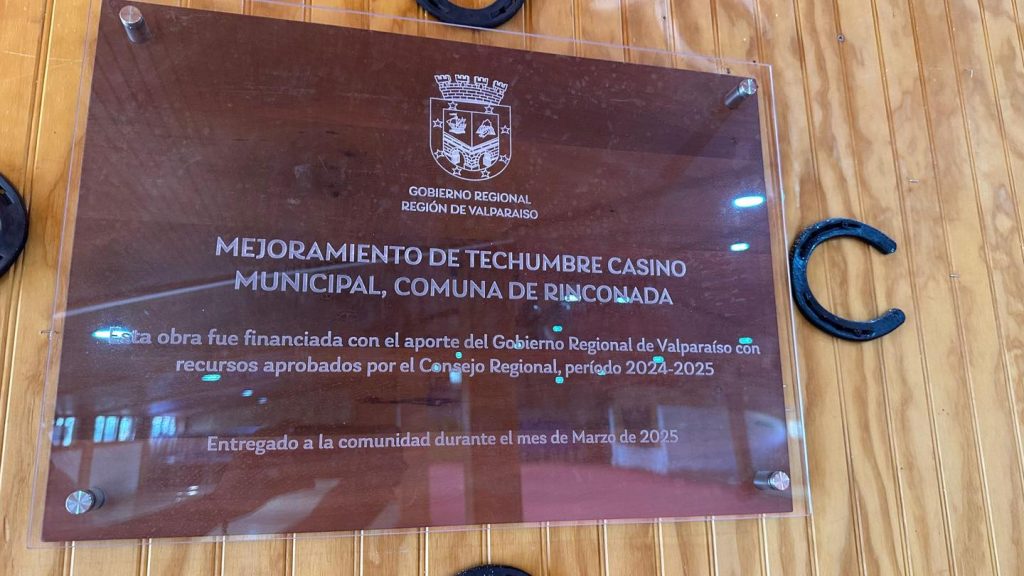 GOBIERNO REGIONAL
REGIÓN DE VALPARAISO
MEJORAMIENTO DE TECHUMBRE CASINO
MUNICIPAL, COMUNA DE RINCONADA
Esta obra fue financiada con el aporte del Gobierno Regional de Valparaíso con
recursos aprobados por el Consejo Regional, período 2024-2025
Entregado a la comunidad durante el mes de Marzo de 2025